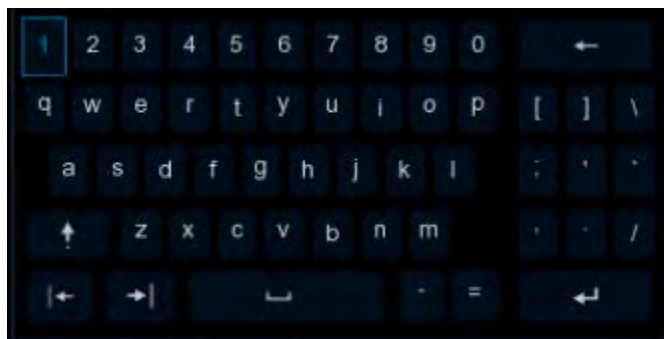 1 2 3 4 5 6 7 8 9 0 ←
q w e r t y u i o p [ ] \
a s d f g h j k l ; ' `
z x c v b n m , . /
- =